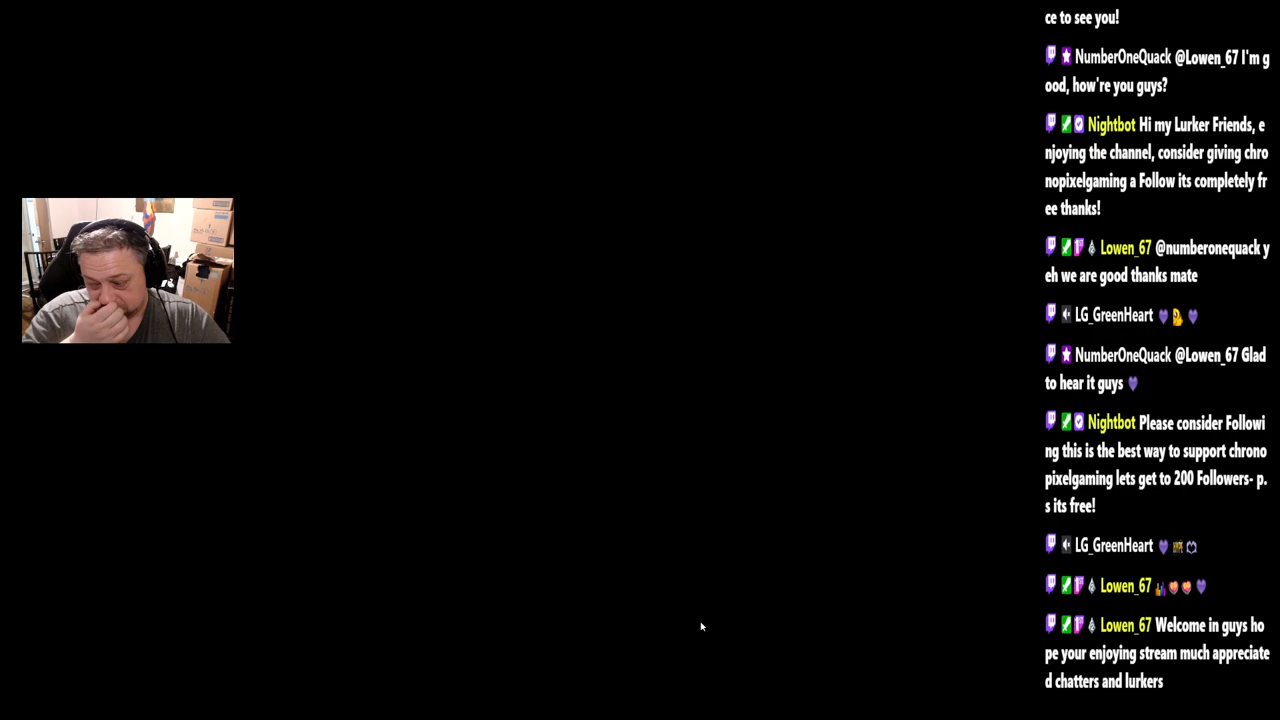 ce to see you!
NumberOneQuack @Lowen_67 I'm g
ood, how're you guys?
Nightbot Hi my Lurker Friends, e
njoying the channel, consider giving chro
nopixelgaming a Follow its completely fr
ee thanks!
Lowen_67 @numberonequack y
eh we are good thanks mate
LG_GreenHeart
NumberOneQuack @Lowen_67 Glad
to hear it guys
Nightbot Please consider Followi
ng this is the best way to support chrono
pixelgaming lets get to 200 Followers- p.
s its free!
LG_GreenHeart
Lowen_67
Lowen_67 Welcome in guys ho
pe your enjoying stream much appreciate
d chatters and lurkers